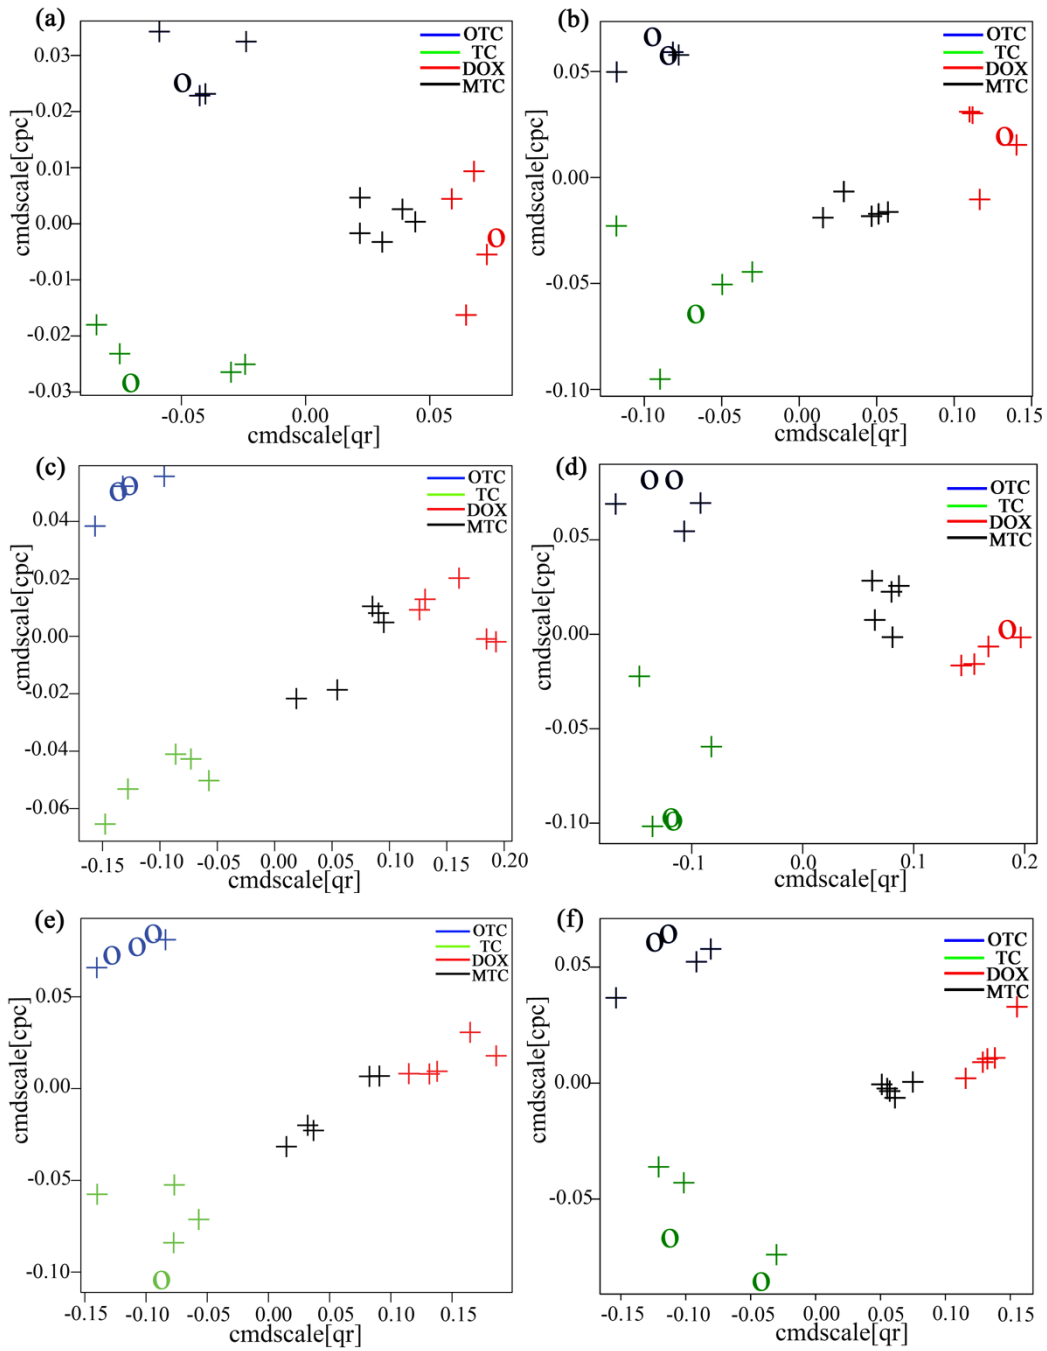 (a)
OTC
TC
DOX
MTC
0.03
0.02
0.01
0.00
-0.01
-0.02
-0.03
cmdscale[cpc]
-0.05
0.00
0.05
cmdscale[qr]
(b)
OTC
TC
DOX
MTC
0.05
0.00
-0.05
-0.10
cmdscale[cpc]
-0.10
-0.05
0.00
0.05
0.10
0.15
cmdscale[qr]
(c)
OTC
TC
DOX
MTC
0.04
0.02
0.00
-0.02
-0.04
-0.06
cmdscale[cpc]
-0.15
-0.10
-0.05
0.00
0.05
0.10
0.15
0.20
cmdscale[qr]
(d)
OTC
TC
DOX
MTC
0.05
0.00
-0.05
-0.10
cmdscale[cpc]
-0.1
0.0
0.1
0.2
cmdscale[qr]
(e)
OTC
TC
DOX
MTC
0.05
0.00
-0.05
-0.10
cmdscale[cpc]
-0.15
-0.10
-0.05
0.00
0.05
0.10
0.15
cmdscale[qr]
(f)
OTC
TC
DOX
MTC
0.05
0.00
-0.05
cmdscale[cpc]
-0.15
-0.10
-0.05
0.00
0.05
0.10
0.15
cmdscale[qr]